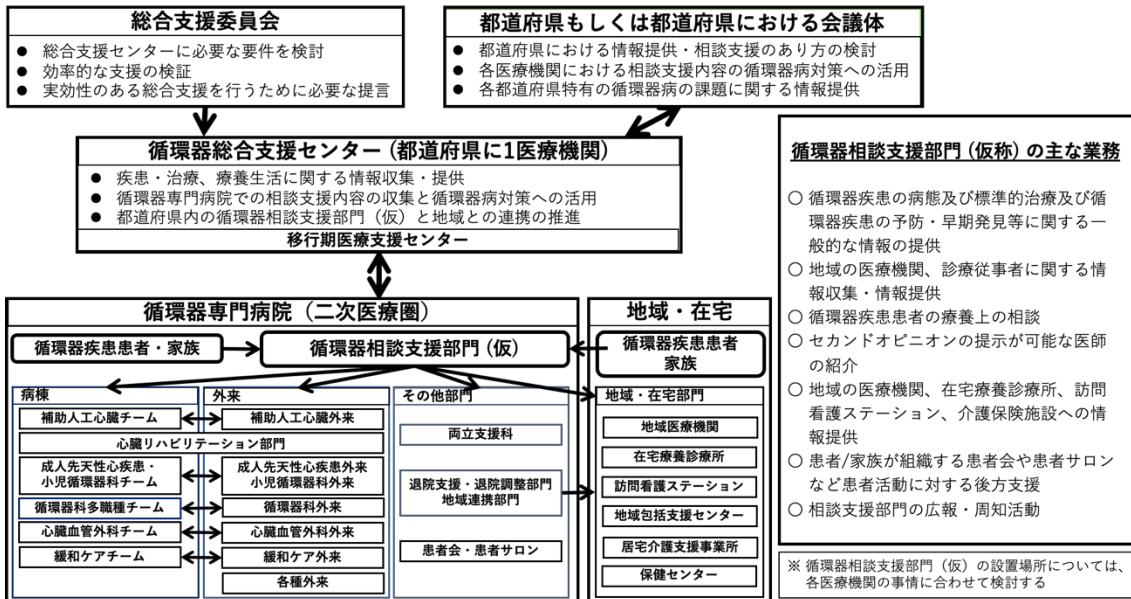 総合支援委員会
● 総合支援センターに必要な要件を検討
● 効率的な支援の検証
● 実効性のある総合支援を行うために必要な提言
都道府県もしくは都道府県における会議体
● 都道府県における情報提供・相談支援のあり方の検討
● 各医療機関における相談支援内容の循環器病対策への活用
● 各都道府県特有の循環器病の課題に関する情報提供
循環器総合支援センター (都道府県に1医療機関)
● 疾患・治療、療養生活に関する情報収集・提供
● 循環器専門病院での相談支援内容の収集と循環器病対策への活用
● 都道府県内の循環器相談支援部門（仮）と地域との連携の推進
移行期医療支援センター
循環器専門病院（二次医療圏）
循環器疾患患者・家族
循環器相談支援部門 (仮)
病棟
補助人工心臓チーム
心臓リハビリテーション部門
成人先天性心疾患・
小児循環器科チーム
循環器科多職種チーム
心臓血管外科チーム
緩和ケアチーム
外来
補助人工心臓外来
成人先天性心疾患外来
小児循環器科外来
循環器科外来
心臓血管外科外来
緩和ケア外来
各種外来
その他部門
両立支援科
退院支援・退院調整部門
地域連携部門
患者会・患者サロン
地域・在宅
循環器疾患患者
家族
地域・在宅部門
地域医療機関
在宅療養診療所
訪問看護ステーション
地域包括支援センター
居宅介護支援事業所
保健センター
循環器相談支援部門 (仮称) の主な業務
○ 循環器疾患の病態及び標準的治療及び循
環器疾患の予防・早期発見等に関する一
般的な情報の提供
○ 地域の医療機関、診療従事者に関する情
報収集・情報提供
○ 循環器疾患患者の療養上の相談
○ セカンドオピニオンの提示が可能な医師
の紹介
○ 地域の医療機関、在宅療養診療所、訪問
看護ステーション、介護保険施設への情
報提供
○ 患者/家族が組織する患者会や患者サロン
など患者活動に対する後方支援
○ 相談支援部門の広報・周知活動
※ 循環器相談支援部門（仮）の設置場所については、
各医療機関の事情に合わせて検討する